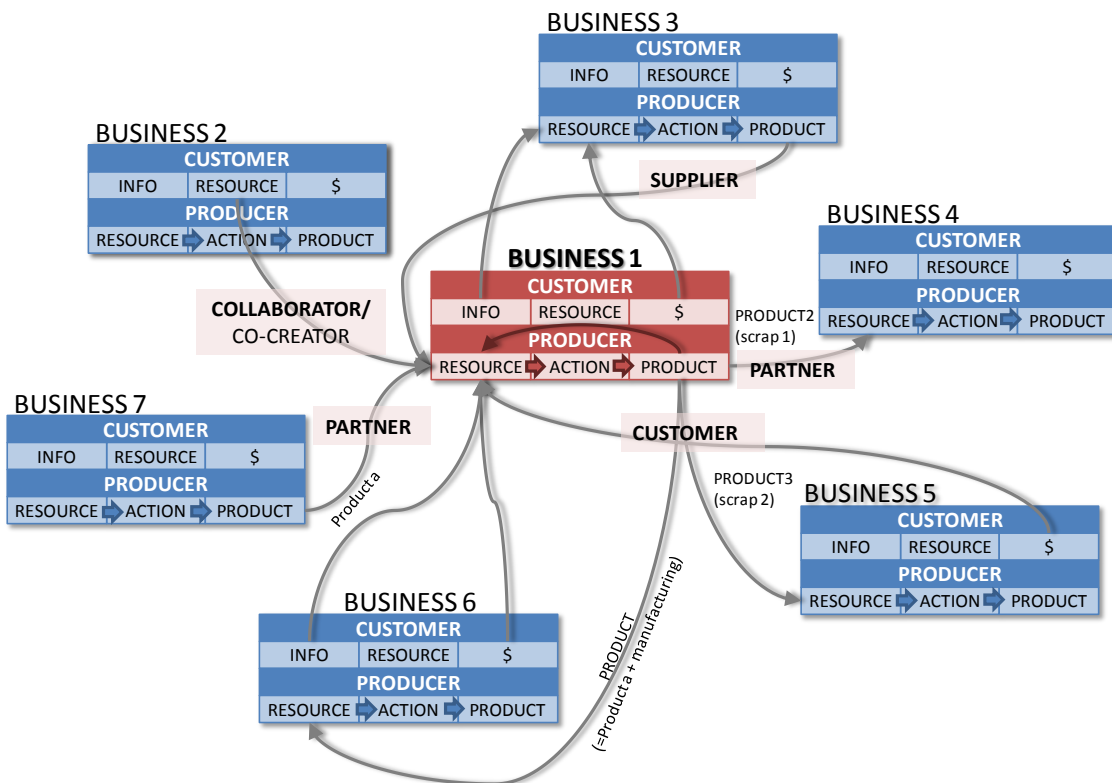 BUSINESS 3
CUSTOMER
INFO RESOURCE $
PRODUCER
RESOURCE ACTION PRODUCT
BUSINESS 2
CUSTOMER
INFO RESOURCE $
PRODUCER
RESOURCE ACTION PRODUCT
SUPPLIER
BUSINESS 4
CUSTOMER
INFO RESOURCE $
PRODUCER
RESOURCE ACTION PRODUCT
BUSINESS 1
CUSTOMER
INFO RESOURCE $
PRODUCER
RESOURCE ACTION PRODUCT
COLLABORATOR/
CO-CREATOR
PRODUCT2
(scrap 1)
PARTNER
BUSINESS 7
CUSTOMER
INFO RESOURCE $
PRODUCER
RESOURCE ACTION PRODUCT
PARTNER
Product a
CUSTOMER
PRODUCT3
(scrap 2)
BUSINESS 5
CUSTOMER
INFO RESOURCE $
PRODUCER
RESOURCE ACTION PRODUCT
BUSINESS 6
CUSTOMER
INFO RESOURCE $
PRODUCER
RESOURCE ACTION PRODUCT
PRODUCT
(=Product a + manufacturing)